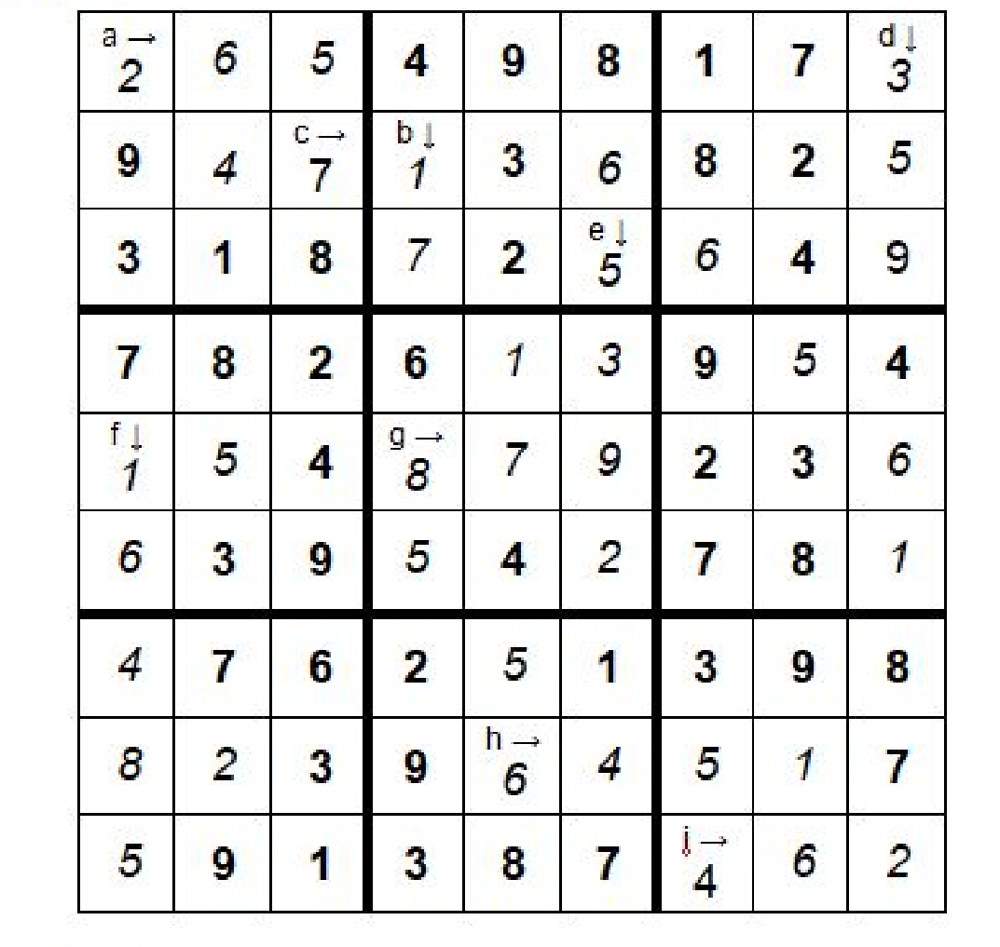 a → d ↓
2 6 5 4 9 8 1 7 3
c → b ↓
9 4 7 1 3 6 8 2 5
e ↓
3 1 8 7 2 5 6 4 9
7 8 2 6 1 3 9 5 4
f ↓ g →
1 5 4 8 7 9 2 3 6
6 3 9 5 4 2 7 8 1
4 7 6 2 5 1 3 9 8
h →
8 2 3 9 6 4 5 1 7
i →
5 9 1 3 8 7 4 6 2